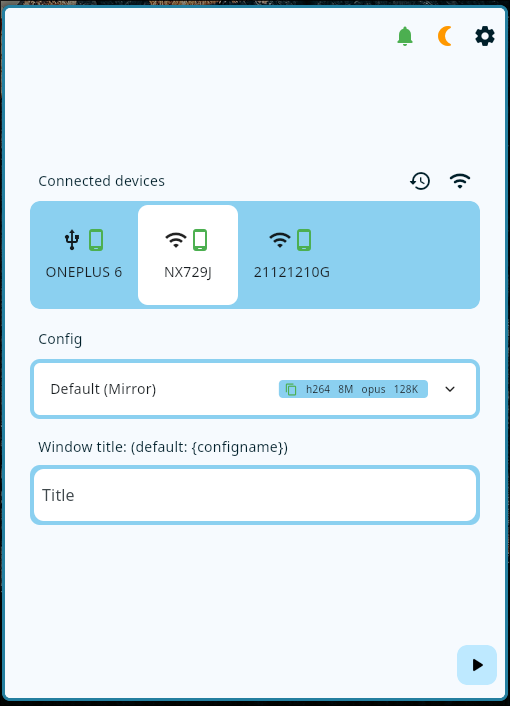 Connected devices
ONEPLUS 6 NX729J 21121210G
Config
Default (Mirror) h264 8M opus 128K
Window title: (default: {configname})
Title